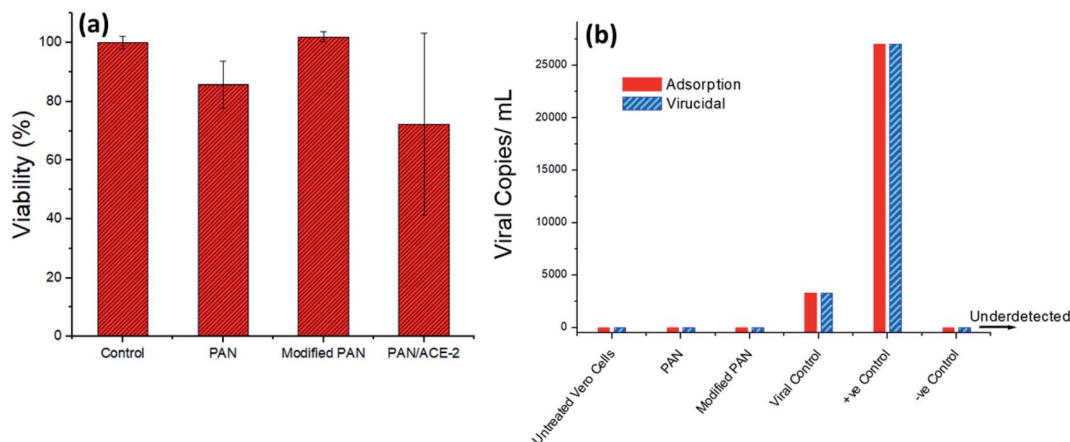 (a)
Viability (%)
100
80
60
40
20
0
Control PAN Modified PAN PAN/ACE-2
(b)
Viral Copies/ mL
25000
20000
15000
10000
5000
0
Adsorption
Virucidal
Underdetected
Untreated Vero Cells
PAN
Modified PAN
Viral Control
+ve Control
-ve Control